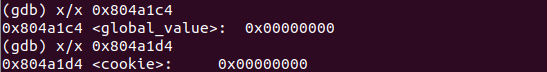 (gdb) x/x 0x804a1c4
0x804a1c4 <global_value>:  0x00000000
(gdb) x/x 0x804a1d4
0x804a1d4 <cookie>:     0x00000000